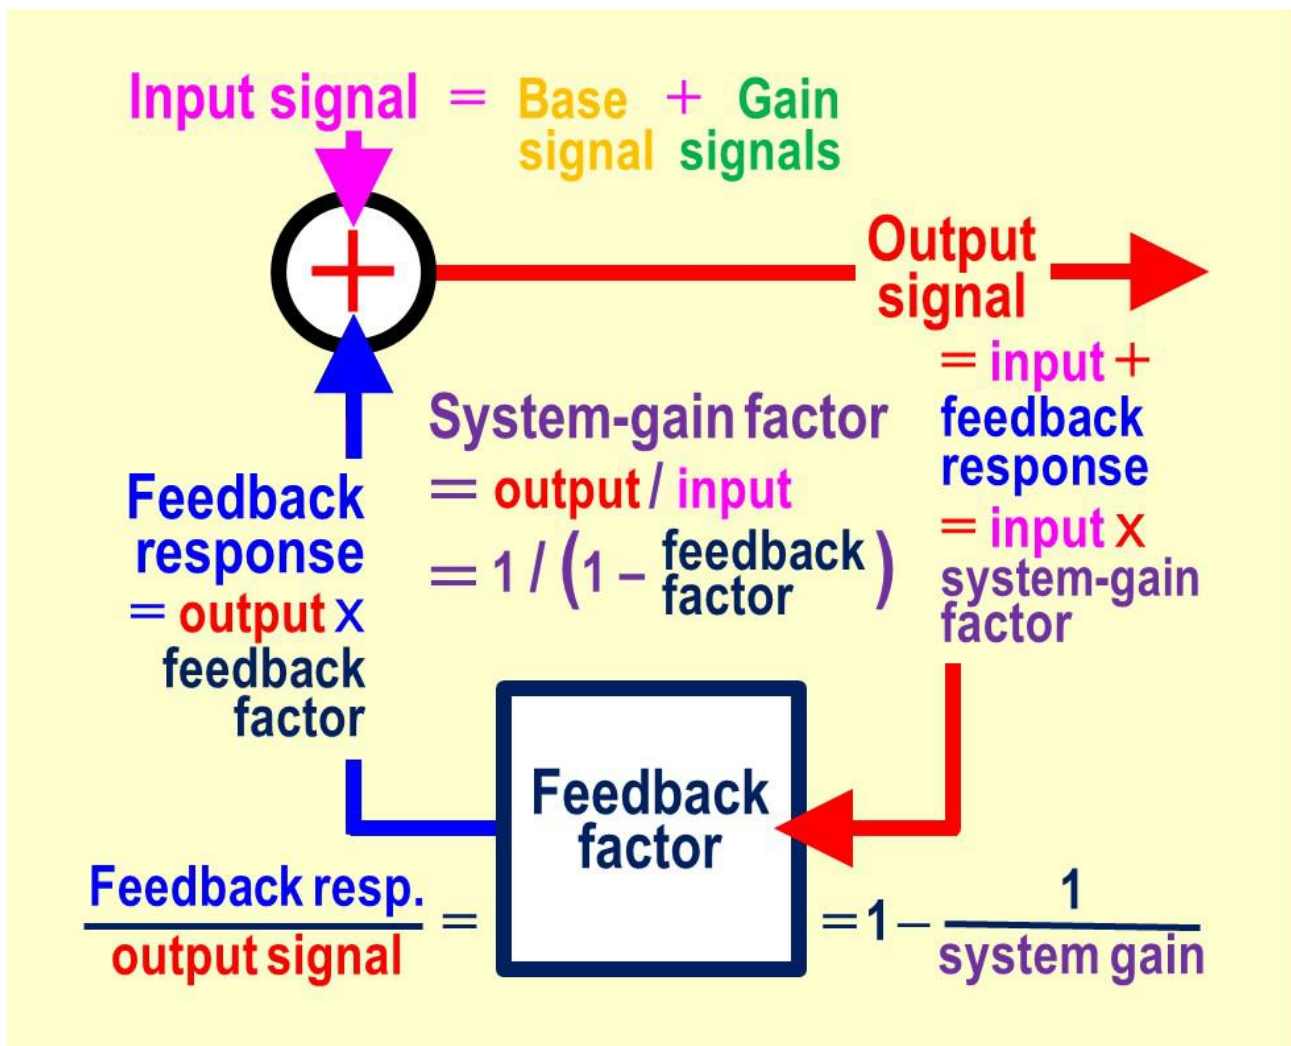 Input signal = Base + Gain
signal signals
+
Output
signal
= input +
feedback
response
= input x
system-gain
factor
System-gain factor
= output / input
= 1 / (1 – feedback
factor)
Feedback
response
= output x
feedback
factor
Feedback
factor
Feedback resp.
output signal
=
= 1 – 1
system gain